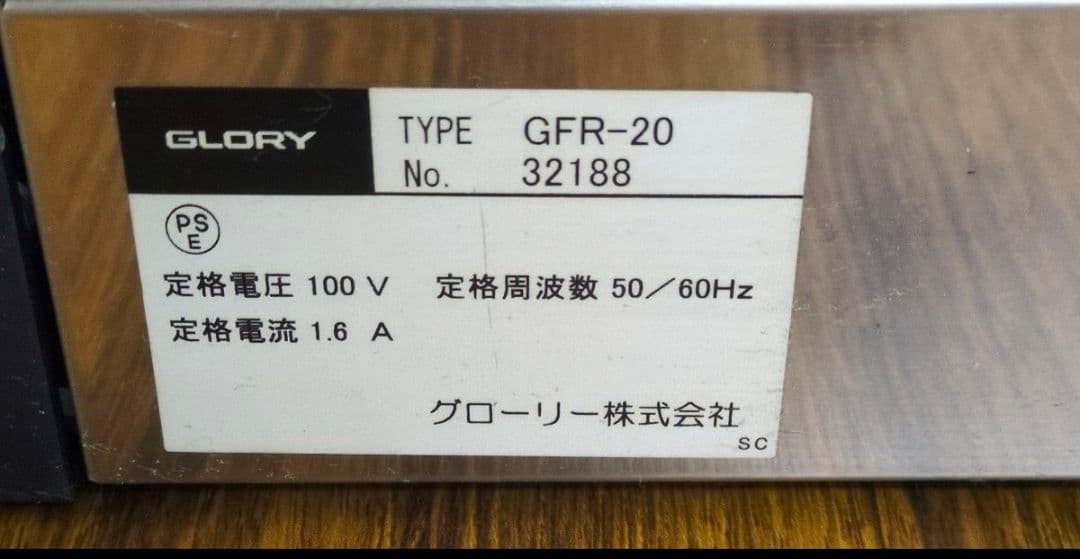 GLORY
TYPE GFR-20
No. 32188
PS
E
定格電圧 100 V 定格周波数 50／60Hz
定格電流 1.6 A
グローリー株式会社
SC